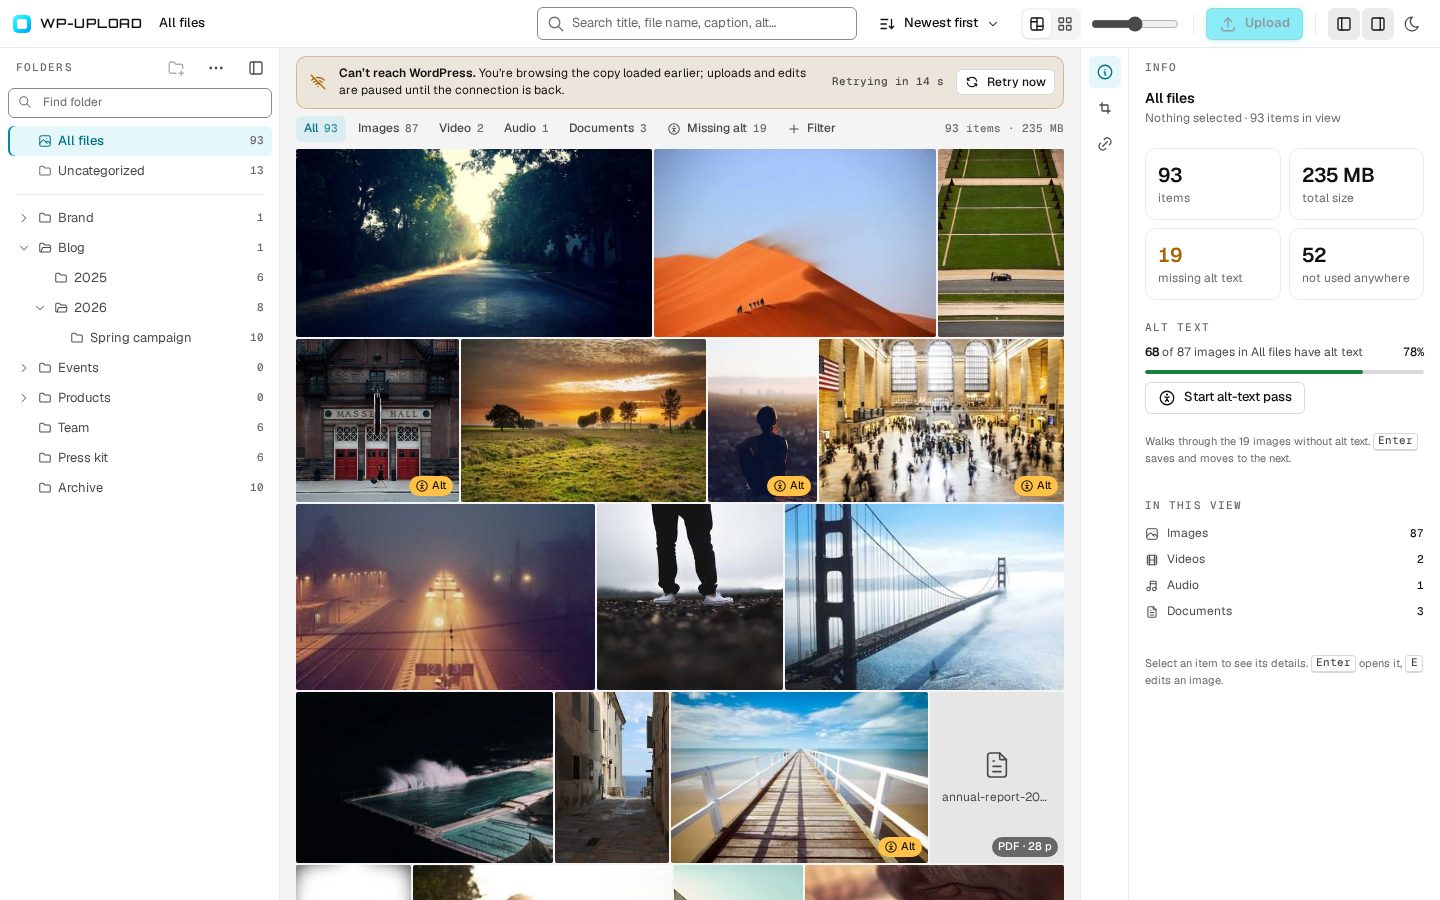 WP-UPLOAD
All files
Search title, file name, caption, alt…
Newest first
Upload
FOLDERS
Find folder
All files 93
Uncategorized 13
Brand 1
Blog 1
2025 6
2026 8
Spring campaign 10
Events 0
Products 0
Team 6
Press kit 6
Archive 10
Can't reach WordPress. You're browsing the copy loaded earlier; uploads and edits
are paused until the connection is back.
Retrying in 14 s
Retry now
All 93 Images 87 Video 2 Audio 1 Documents 3 Missing alt 19 Filter
93 items · 235 MB
MASSEY HALL
Alt
Alt
Alt
Alt
annual-report-20…
PDF · 28 p
INFO
All files
Nothing selected · 93 items in view
93
items
235 MB
total size
19
missing alt text
52
not used anywhere
ALT TEXT
68 of 87 images in All files have alt text 78%
Start alt-text pass
Walks through the 19 images without alt text. Enter
saves and moves to the next.
IN THIS VIEW
Images 87
Videos 2
Audio 1
Documents 3
Select an item to see its details. Enter opens it, E
edits an image.